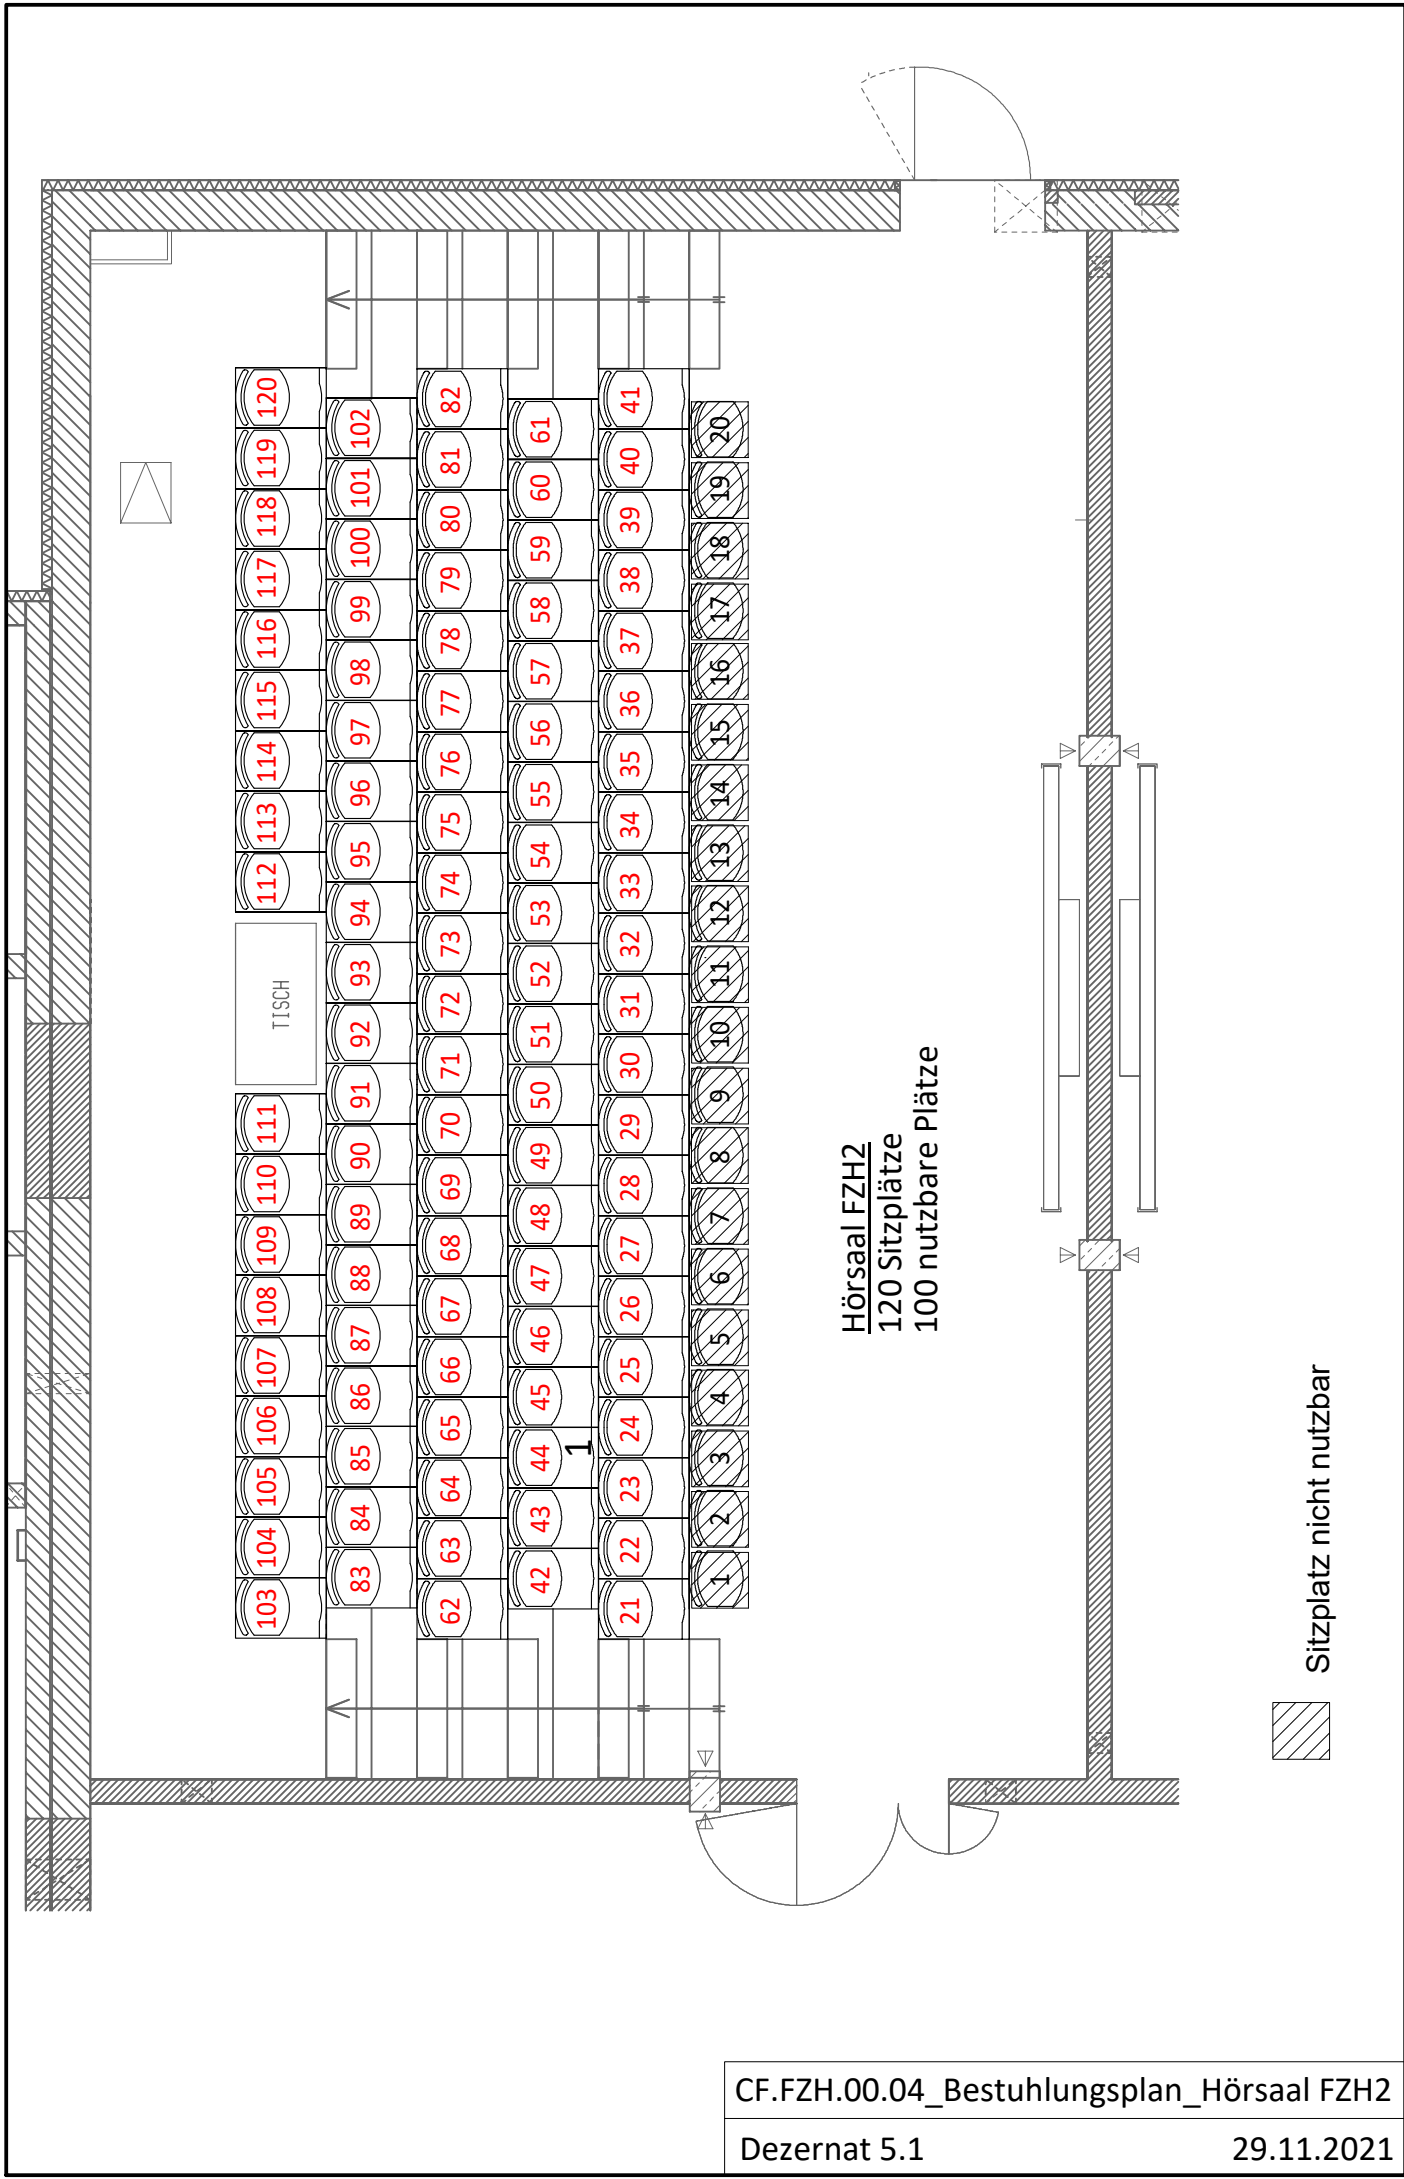 103 104 105 106 107 108 109 110 111 TISCH 112 113 114 115 116 117 118 119 120
83 84 85 86 87 88 89 90 91 92 93 94 95 96 97 98 99 100 101 102
62 63 64 65 66 67 68 69 70 71 72 73 74 75 76 77 78 79 80 81 82
42 43 44 45 46 47 48 49 50 51 52 53 54 55 56 57 58 59 60 61
1
21 22 23 24 25 26 27 28 29 30 31 32 33 34 35 36 37 38 39 40 41
1 2 3 4 5 6 7 8 9 10 11 12 13 14 15 16 17 18 19 20
Hörsaal FZH2
120 Sitzplätze
100 nutzbare Plätze
Sitzplatz nicht nutzbar
CF.FZH.00.04_Bestuhlungsplan_Hörsaal FZH2
Dezernat 5.1 29.11.2021